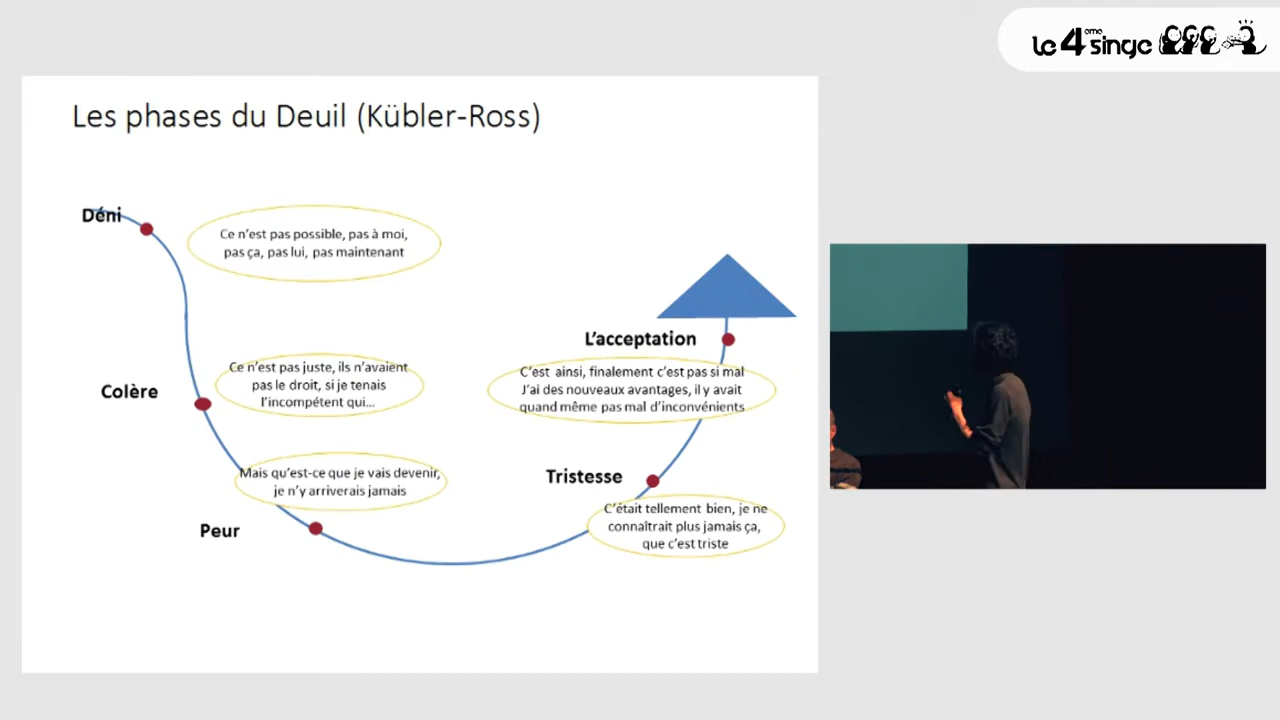 le 4ème singe
Les phases du Deuil (Kübler-Ross)
Déni
Ce n'est pas possible, pas à moi,
pas ça, pas lui, pas maintenant
Colère
Ce n'est pas juste, ils n'avaient
pas le droit, si je tenais
l'incompétent qui...
Mais qu'est-ce que je vais devenir,
je n'y arriverais jamais
Peur
L'acceptation
C'est ainsi, finalement c'est pas si mal
J'ai des nouveaux avantages, il y avait
quand même pas mal d'inconvénients
Tristesse
C'était tellement bien, je ne
connaîtrait plus jamais ça,
que c'est triste